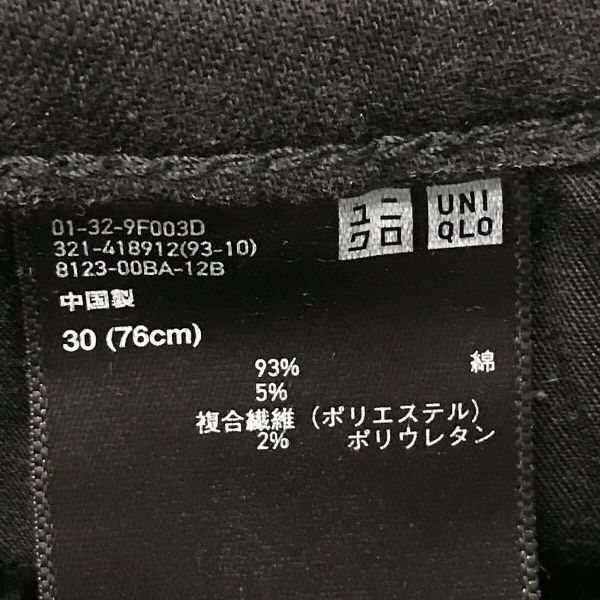 01-32-9F003D
321-418912(93-10)
8123-00BA-12B
ユニ
クロ
UNI
QLO
中国製
30 (76cm)
93% 綿
5%
複合繊維 (ポリエステル)
2% ポリウレタン